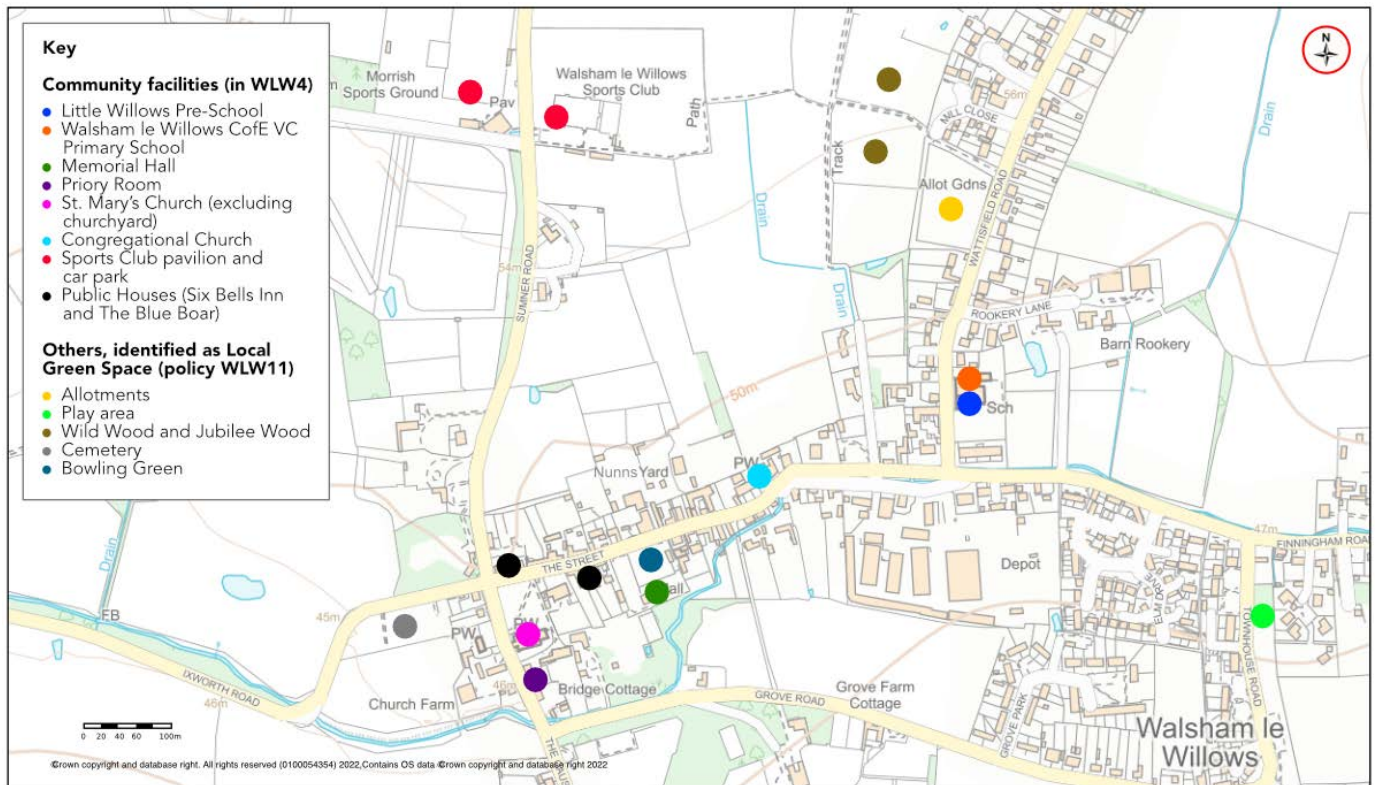 Key
Community facilities (in WLW4)
Little Willows Pre-School
Walsham le Willows CofE VC
Primary School
Memorial Hall
Priory Room
St. Mary's Church (excluding
churchyard)
Congregational Church
Sports Club pavilion and
car park
Public Houses (Six Bells Inn
and The Blue Boar)
Others, identified as Local
Green Space (policy WLW11)
Allotments
Play area
Wild Wood and Jubilee Wood
Cemetery
Bowling Green
N
Morrish
Sports Ground
Pav
Walsham le Willows
Sports Club
Path
Track
Drain
Drain
Drain
56m
MILL CLOSE
Allot Gdns
WATTISFIELD ROAD
SUMNER ROAD
54m
ROOKERY LANE
Barn Rookery
50m
Sch
Nunns Yard
PW
THE STREET
Depot
47m
FINNINGHAM ROAD
ELM DRIVE
TOWNHOUSE ROAD
Drain
FB
45m
PW
PW
46m
IXWORTH ROAD
46m
Church Farm
Bridge Cottage
GROVE ROAD
Grove Farm
Cottage
GROVE PARK
Walsham le
Willows
0 20 40 60 100m
Crown copyright and database right. All rights reserved (0100054354) 2022,Contains OS data Crown copyright and database right 2022